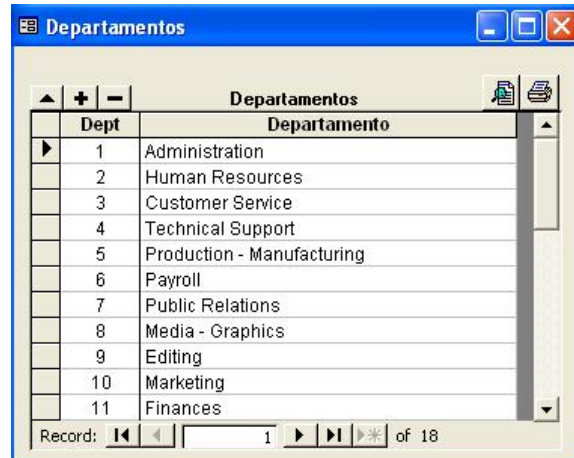 Departamentos
Departamentos
Dept Departamento
1 Administration
2 Human Resources
3 Customer Service
4 Technical Support
5 Production - Manufacturing
6 Payroll
7 Public Relations
8 Media - Graphics
9 Editing
10 Marketing
11 Finances
Record: 1 of 18